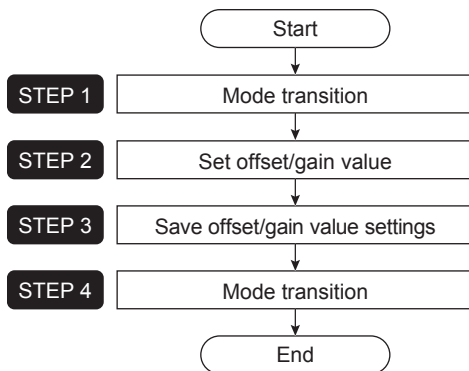 Start
STEP 1 Mode transition
STEP 2 Set offset/gain value
STEP 3 Save offset/gain value settings
STEP 4 Mode transition
End